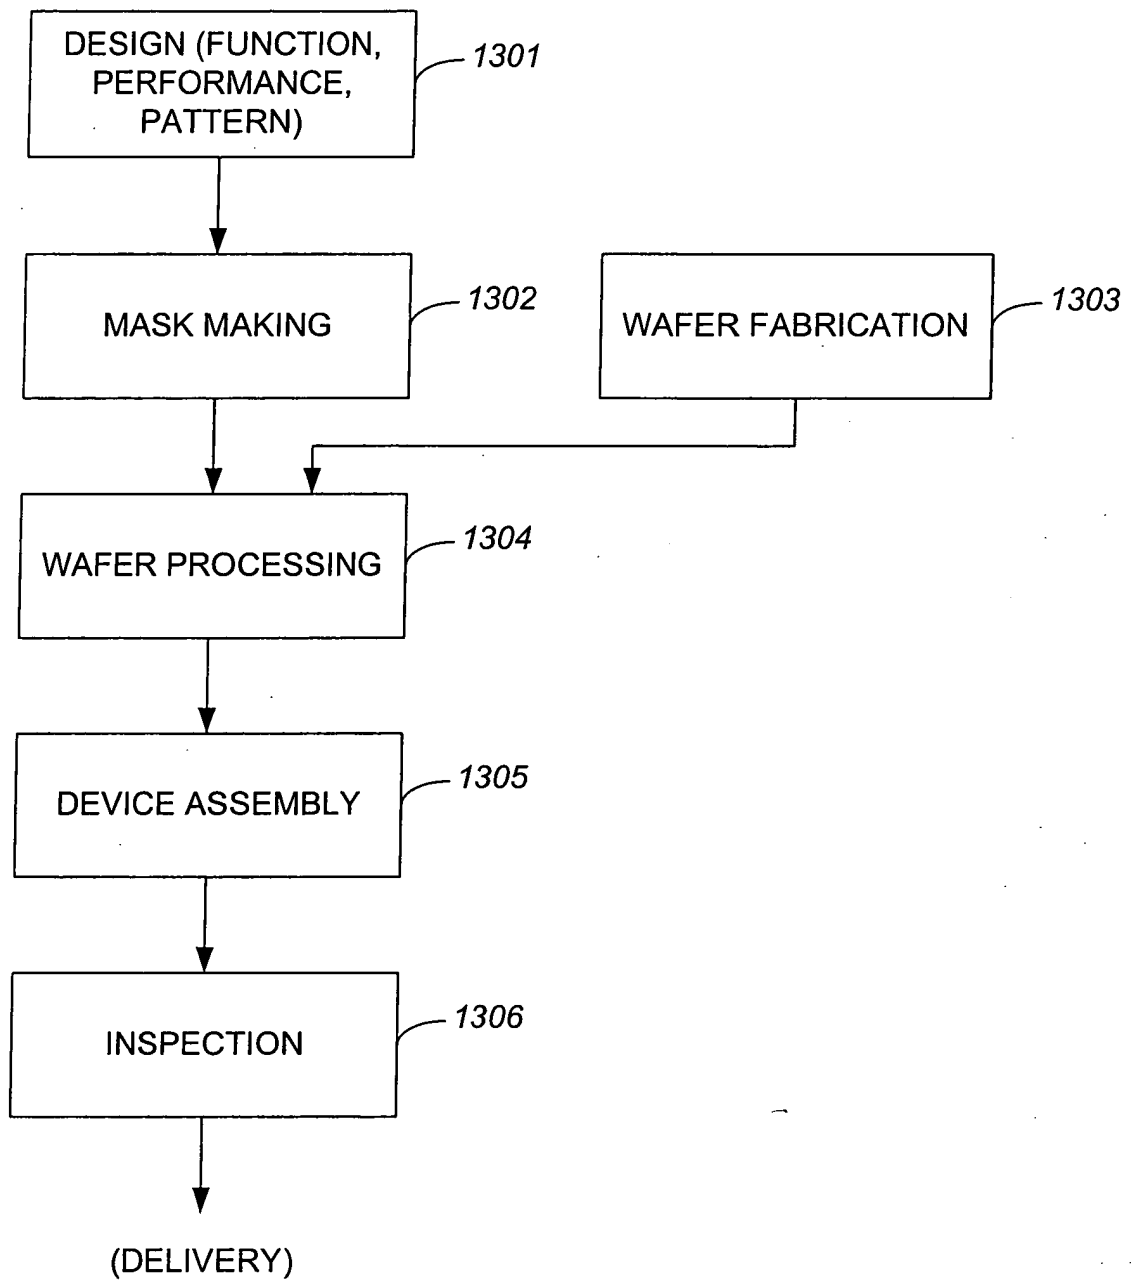 DESIGN (FUNCTION,
PERFORMANCE,
PATTERN)
1301
MASK MAKING
1302
WAFER FABRICATION
1303
WAFER PROCESSING
1304
DEVICE ASSEMBLY
1305
INSPECTION
1306
(DELIVERY)